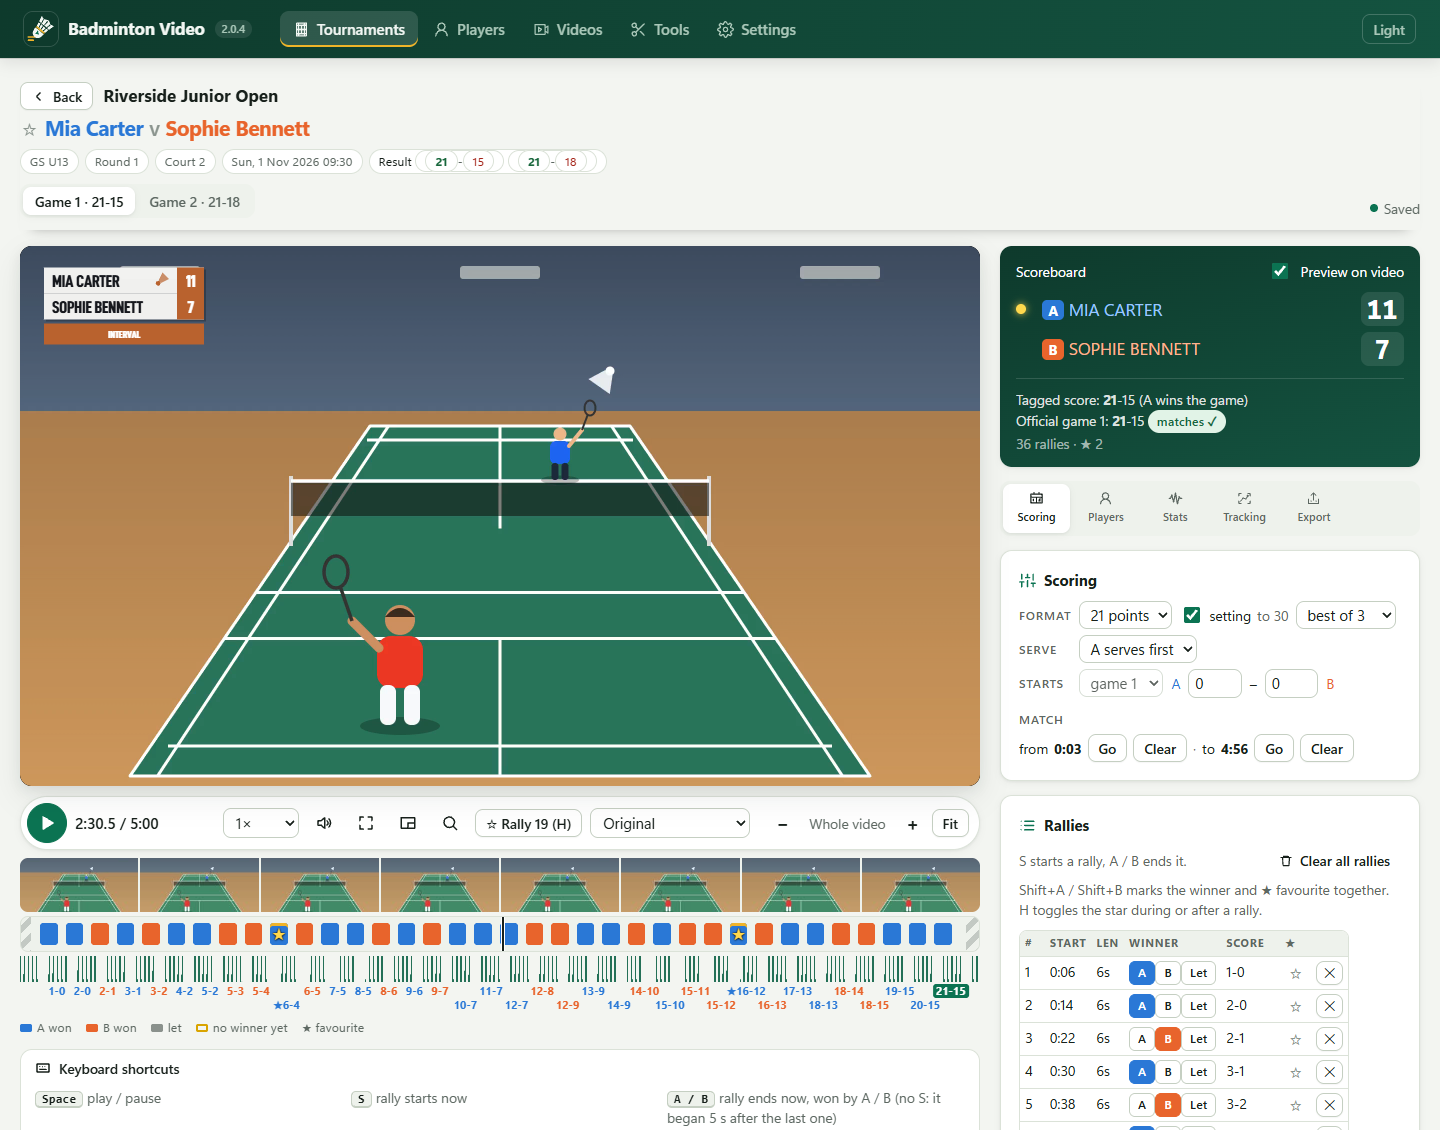 Badminton Video 2.0.4 Tournaments Players Videos Tools Settings Light
Back Riverside Junior Open
☆ Mia Carter v Sophie Bennett
GS U13 Round 1 Court 2 Sun, 1 Nov 2026 09:30 Result 21 - 15 21 - 18
Game 1 · 21-15 Game 2 · 21-18
Saved
MIA CARTER 11
SOPHIE BENNETT 7
INTERVAL
Scoreboard Preview on video
A MIA CARTER 11
B SOPHIE BENNETT 7
Tagged score: 21-15 (A wins the game)
Official game 1: 21-15 matches ✓
36 rallies · ★ 2
Scoring Players Stats Tracking Export
Scoring
FORMAT 21 points setting to 30 best of 3
SERVE A serves first
STARTS game 1 A 0 – 0 B
MATCH
from 0:03 Go Clear · to 4:56 Go Clear
2:30.5 / 5:00 1× ☆ Rally 19 (H) Original − Whole video + Fit
1-0 2-0 2-1 3-1 3-2 4-2 5-2 5-3 5-4 6-5 7-5 8-5 8-6 9-6 9-7 11-7 12-8 13-9 14-10 15-11 ★16-12 17-13 18-14 19-15 21-15
★6-4 10-7 12-7 12-9 14-9 15-10 15-12 16-13 18-13 18-15 20-15
A won B won let no winner yet ★ favourite
Keyboard shortcuts
Space play / pause
S rally starts now
A / B rally ends now, won by A / B (no S: it
began 5 s after the last one)
Rallies
S starts a rally, A / B ends it. Clear all rallies
Shift+A / Shift+B marks the winner and ★ favourite together.
H toggles the star during or after a rally.
# START LEN WINNER SCORE ★
1 0:06 6s A B Let 1-0 ☆
2 0:14 6s A B Let 2-0 ☆
3 0:22 6s A B Let 2-1 ☆
4 0:30 6s A B Let 3-1 ☆
5 0:38 6s A B Let 3-2 ☆